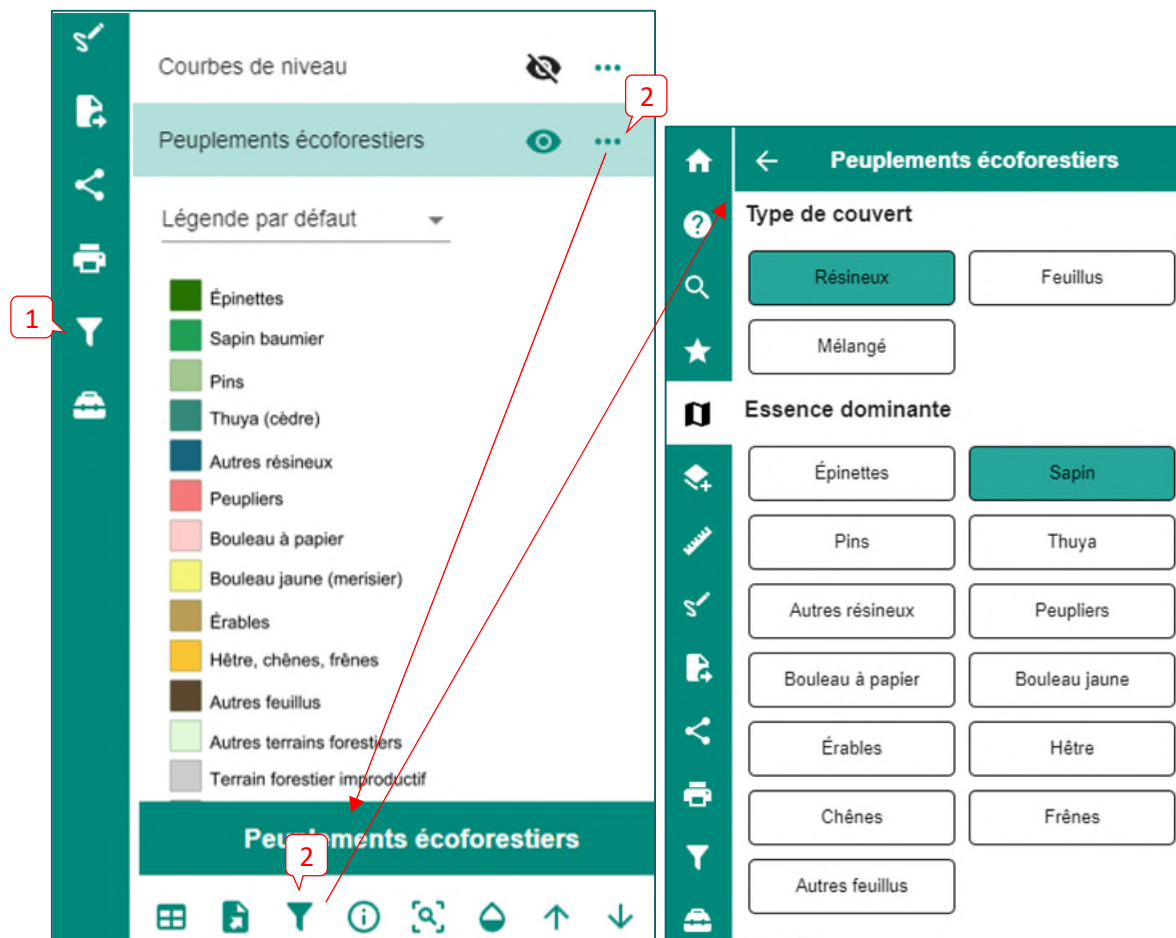 Courbes de niveau
2
Peuplements écoforestiers
Légende par défaut
Épinettes
Sapin baumier
Pins
Thuya (cèdre)
Autres résineux
Peupliers
Bouleau à papier
Bouleau jaune (merisier)
Érables
Hêtre, chênes, frênes
Autres feuillus
Autres terrains forestiers
Terrain forestier improductif
1
Peuplements écoforestiers
2
Peuplements écoforestiers
Type de couvert
Résineux Feuillus
Mélangé
Essence dominante
Épinettes Sapin
Pins Thuya
Autres résineux Peupliers
Bouleau à papier Bouleau jaune
Érables Hêtre
Chênes Frênes
Autres feuillus